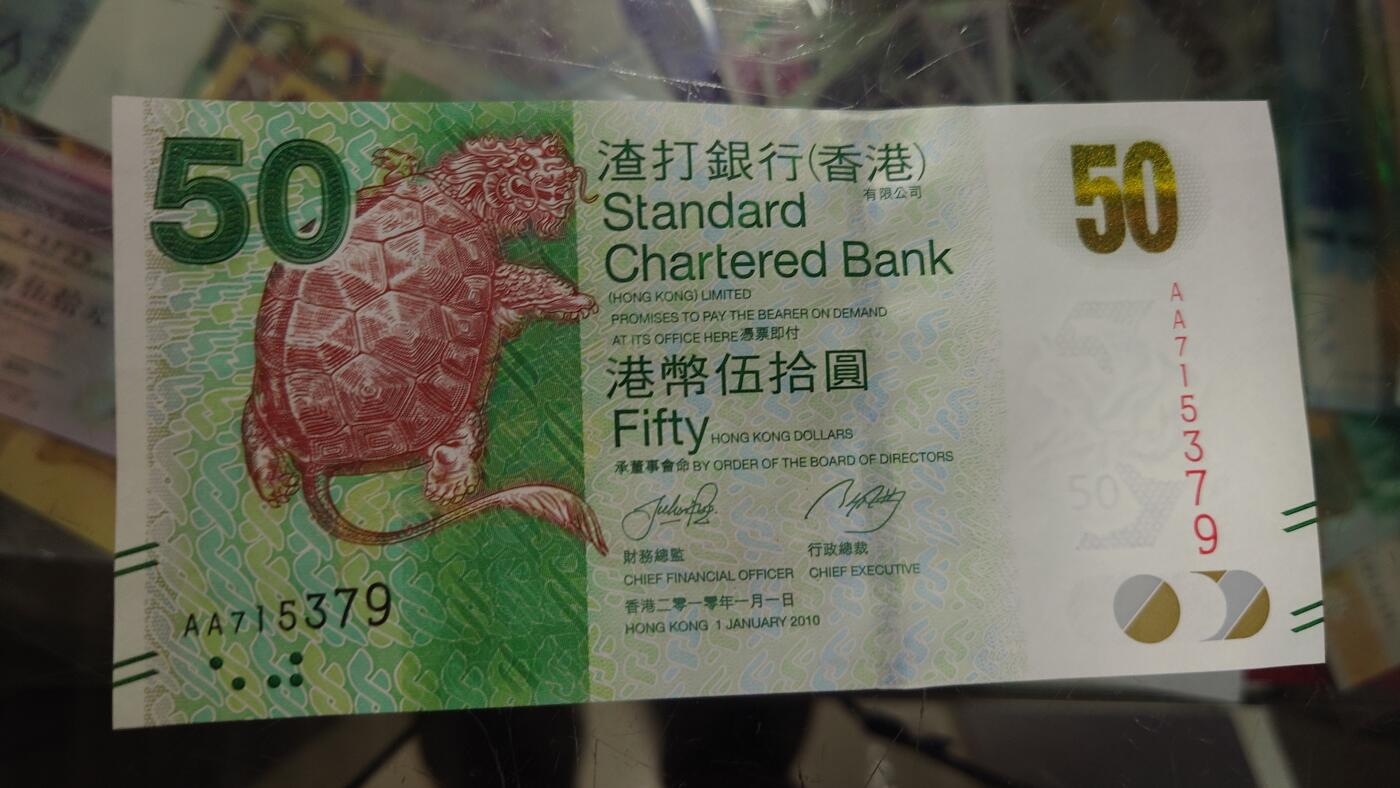 50
渣打銀行(香港)
有限公司
Standard
Chartered Bank
(HONG KONG) LIMITED
PROMISES TO PAY THE BEARER ON DEMAND
AT ITS OFFICE HERE 憑票即付
港幣伍拾圓
Fifty HONG KONG DOLLARS
承董事會命 BY ORDER OF THE BOARD OF DIRECTORS
財務總監
CHIEF FINANCIAL OFFICER
行政總裁
CHIEF EXECUTIVE
香港二零一零年一月一日
HONG KONG 1 JANUARY 2010
AA715379
50
AA715379
50